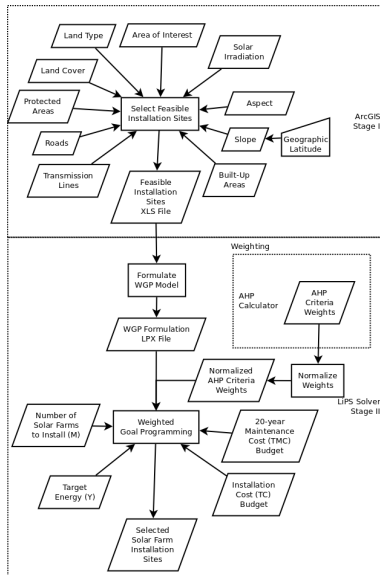 Land Type
Area of Interest
Solar
Irradiation
Land Cover
Protected
Areas
Select Feasible
Installation Sites
Aspect
ArcGIS
Stage I
Roads
Slope
Geographic
Latitude
Transmission
Lines
Feasible
Installation
Sites
XLS File
Built-Up
Areas
Weighting
Formulate
WGP Model
AHP
Calculator
AHP
Criteria
Weights
WGP Formulation
LPX File
Normalized
AHP Criteria
Weights
Normalize
Weights
LiPS Solver
Stage II
Number of
Solar Farms
to Install (M)
Weighted
Goal Programming
20-year
Maintenance
Cost (TMC)
Budget
Target
Energy (Y)
Installation
Cost (TC)
Budget
Selected
Solar Farm
Installation
Sites